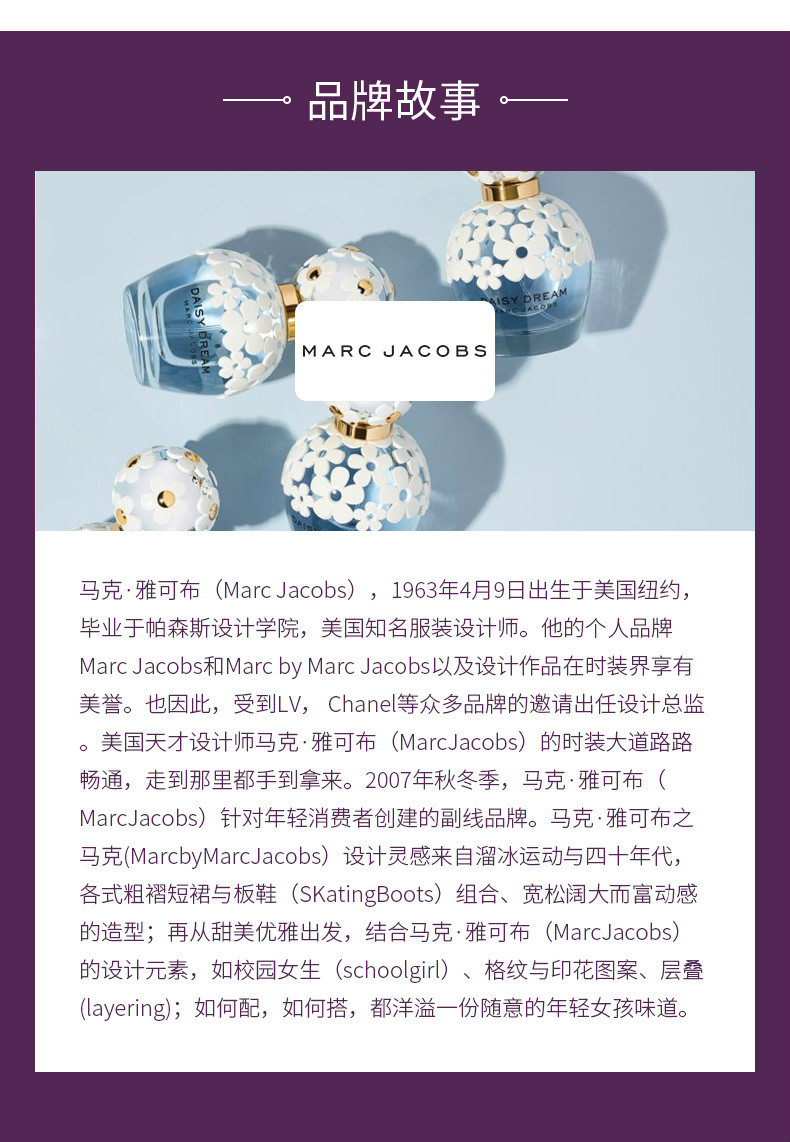 品牌故事
DAISY DREAM
MARC JACOBS
DAISY DREAM
MARC JACOBS
MARC JACOBS
马克·雅可布（Marc Jacobs），1963年4月9日出生于美国纽约，
毕业于帕森斯设计学院，美国知名服装设计师。他的个人品牌
Marc Jacobs和Marc by Marc Jacobs以及设计作品在时装界享有
美誉。也因此，受到LV， Chanel等众多品牌的邀请出任设计总监
。美国天才设计师马克·雅可布（MarcJacobs）的时装大道路路
畅通，走到那里都手到拿来。2007年秋冬季，马克·雅可布（
MarcJacobs）针对年轻消费者创建的副线品牌。马克·雅可布之
马克(MarcbyMarcJacobs）设计灵感来自溜冰运动与四十年代，
各式粗褶短裙与板鞋（SKatingBoots）组合、宽松阔大而富动感
的造型；再从甜美优雅出发，结合马克·雅可布（MarcJacobs）
的设计元素，如校园女生（schoolgirl）、格纹与印花图案、层叠
(layering)；如何配，如何搭，都洋溢一份随意的年轻女孩味道。